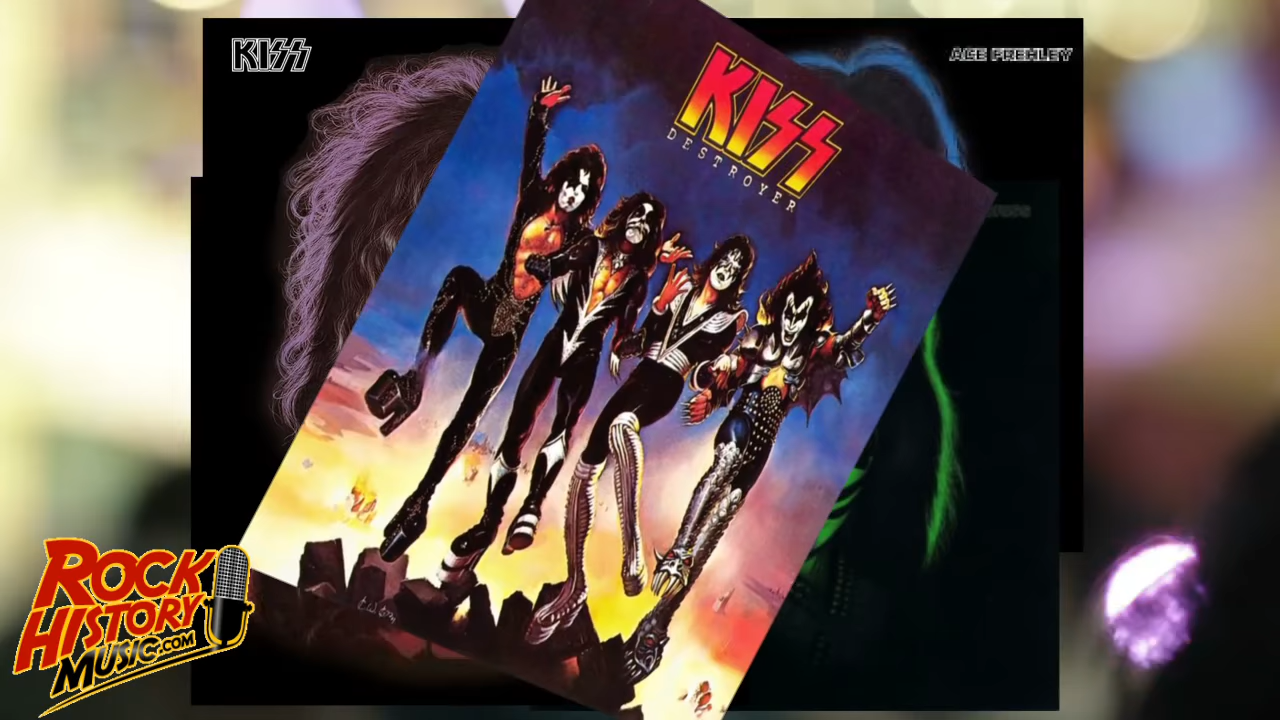 KISS
ACE FREHLEY
KISS
DESTROYER
ROCK
HISTORY
MUSIC.COM